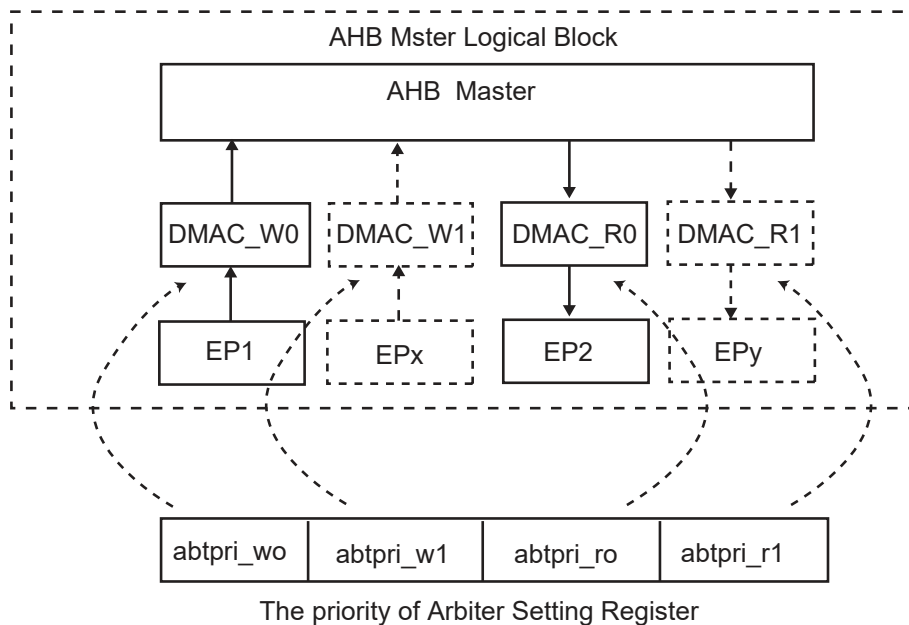 AHB Mster Logical Block
AHB Master
DMAC_W0 DMAC_W1 DMAC_R0 DMAC_R1
EP1 EPx EP2 EPy
abtpri_wo abtpri_w1 abtpri_ro abtpri_r1
The priority of Arbiter Setting Register